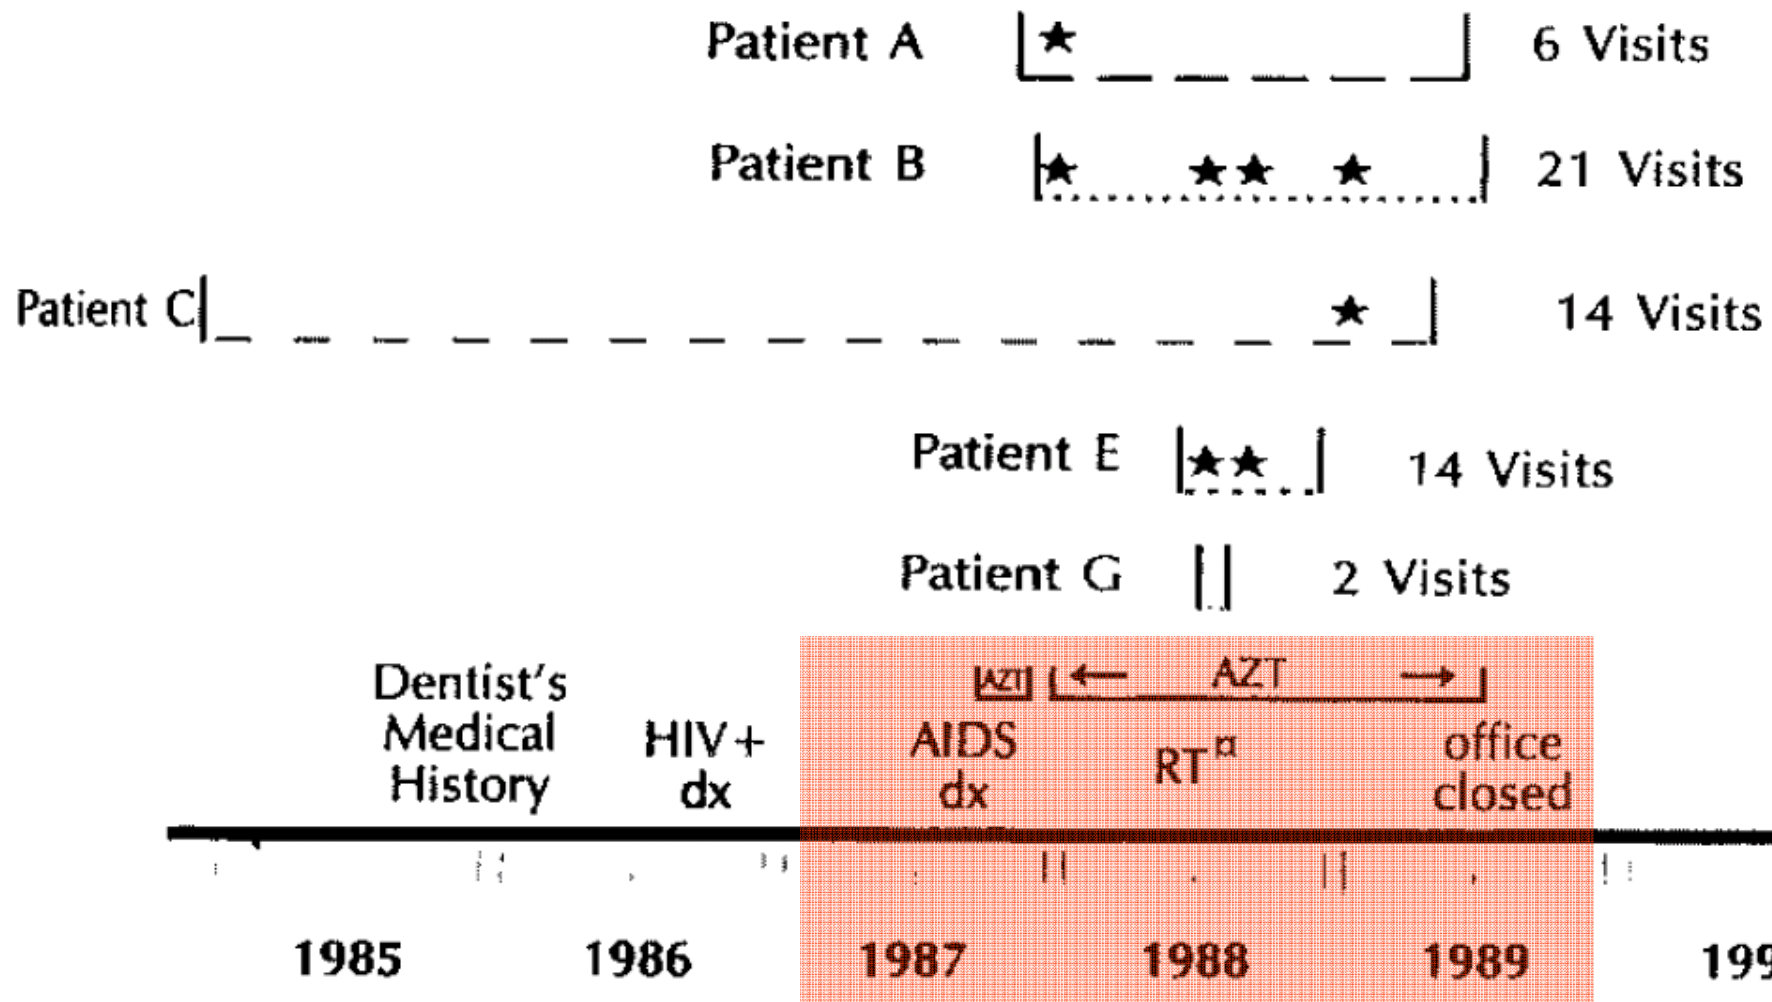 Patient A 6 Visits
Patient B 21 Visits
Patient C 14 Visits
Patient E 14 Visits
Patient G 2 Visits
AZT AZT
Dentist's
Medical
History
HIV+
dx
AIDS
dx
RT¤
office
closed
1985 1986 1987 1988 1989 199